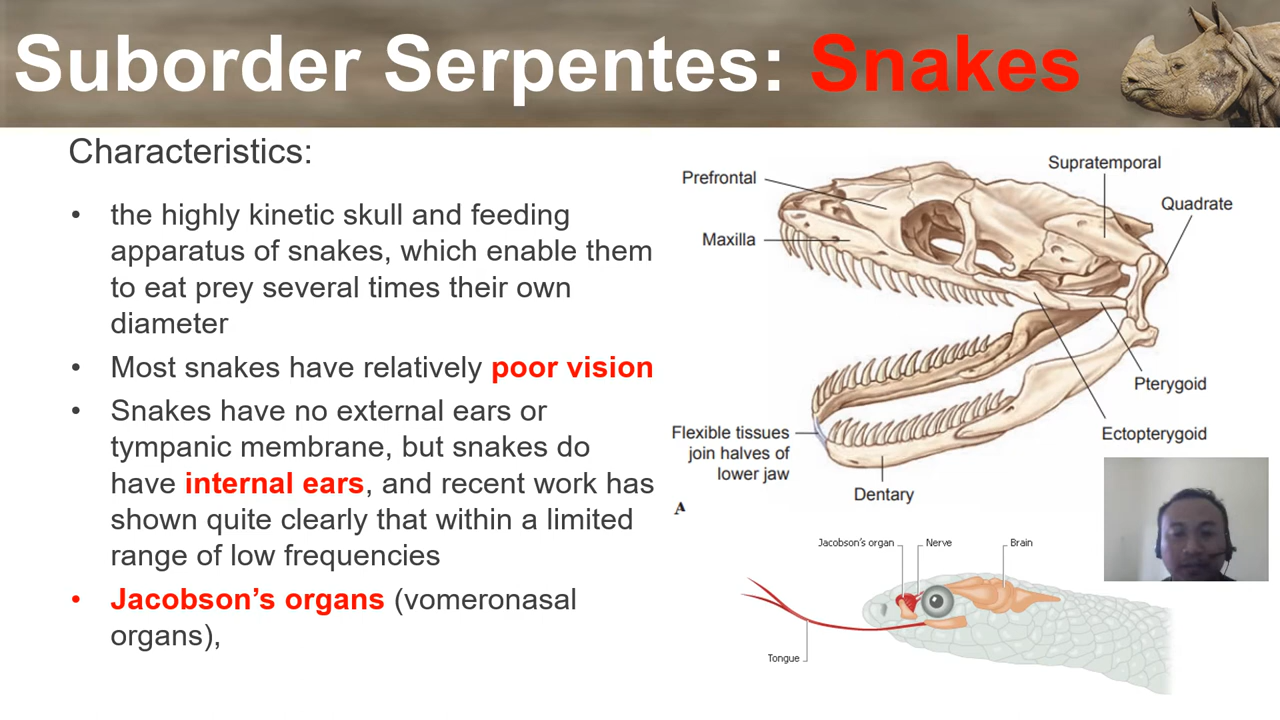 Suborder Serpentes: Snakes
Characteristics:
• the highly kinetic skull and feeding
apparatus of snakes, which enable them
to eat prey several times their own
diameter
• Most snakes have relatively poor vision
• Snakes have no external ears or
tympanic membrane, but snakes do
have internal ears, and recent work has
shown quite clearly that within a limited
range of low frequencies
• Jacobson’s organs (vomeronasal
organs),
Prefrontal
Maxilla
Supratemporal
Quadrate
Pterygoid
Ectopterygoid
Flexible tissues
join halves of
lower jaw
Dentary
A
Jacobson's organ
Nerve
Brain
Tongue